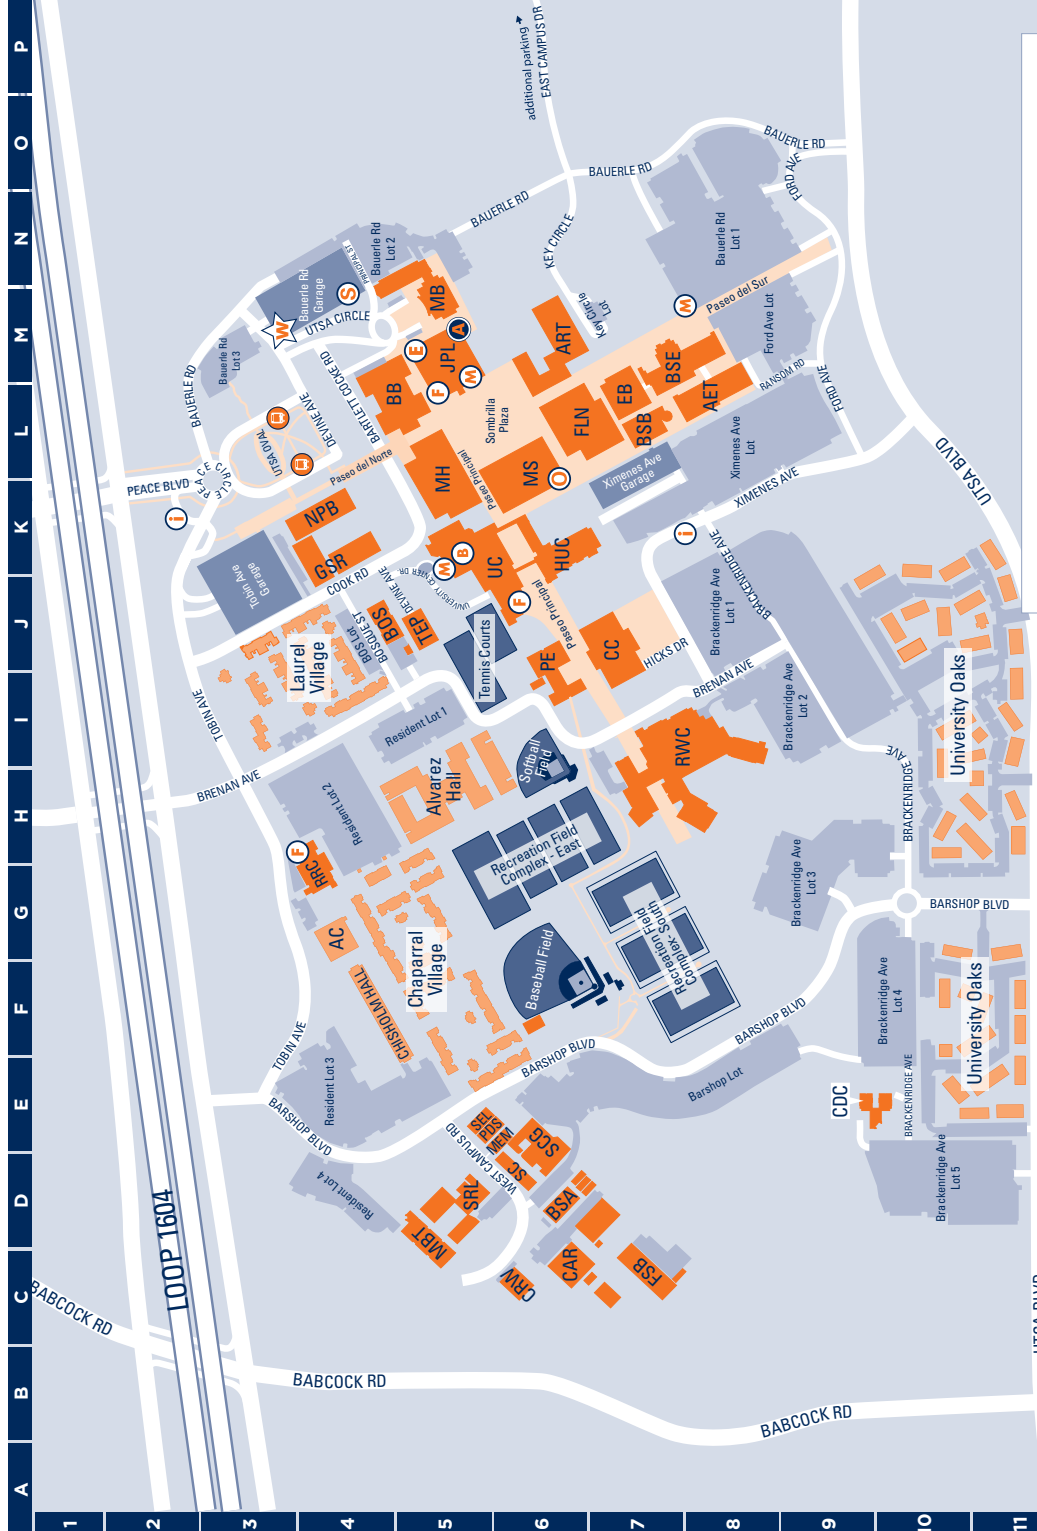 A
B
C
D
E
F
G
H
I
J
K
L
M
N
O
P
1
2
3
4
5
6
7
8
9
10
11
LOOP 1604
BABCOCK RD
BABCOCK RD
BABCOCK RD
PEACE BLVD
PEACE CIRCLE
BAUERLE RD
BAUERLE RD
BAUERLE RD
BAUERLE RD
TOBIN AVE
TOBIN AVE
BRENAN AVE
BRENAN AVE
BARSHOP BLVD
BARSHOP BLVD
BARSHOP BLVD
BARSHOP BLVD
WEST CAMPUS RD
UTSA OVAL
DEVINE AVE
DEVINE AVE
BARTLETT COCKE RD
UTSA CIRCLE
PRINCIPAL ST
COOK RD
BOSQUE ST
UNIVERSITY CENTER DR
Paseo del Norte
Paseo Principal
Paseo Principal
Paseo del Sur
Sombrilla
Plaza
KEY CIRCLE
Key Circle
Lot
additional parking
EAST CAMPUS DR
FORD AVE
FORD AVE
RANSOM RD
XIMENES AVE
HICKS DR
BRACKENRIDGE AVE
BRACKENRIDGE AVE
BRACKENRIDGE
BRACKENRIDGE AVE
UTSA BLVD
UTSA BLVD
Bauerle Rd
Garage
Bauerle Rd
Lot 1
Bauerle Rd
Lot 2
Bauerle Rd
Lot 3
Tobin Ave
Garage
Ximenes Ave
Garage
Ximenes Ave
Lot
Ford Ave Lot
BOS Lot
Resident Lot 1
Resident Lot 2
Resident Lot 3
Resident Lot 4
Barshop Lot
Brackenridge Ave
Lot 1
Brackenridge Ave
Lot 2
Brackenridge Ave
Lot 3
Brackenridge Ave
Lot 4
Brackenridge Ave
Lot 5
Laurel
Village
Alvarez
Hall
Chaparral
Village
CHISHOLM HALL
University Oaks
University Oaks
Tennis Courts
Softball
Field
Baseball Field
Recreation Field
Complex - East
Recreation Field
Complex- South
NPB
GSR
BOS
TEP
MB
JPL
BB
MH
MS
UC
HUC
ART
FLN
EB
BSB
BSE
AET
PE
CC
RWC
RRC
AC
SEL
PDS
MEM
SC
SCG
SRL
MBT
CRW
BSA
CAR
FSB
CDC
W
S
E
A
F
M
O
M
i
i
M
B
F
F